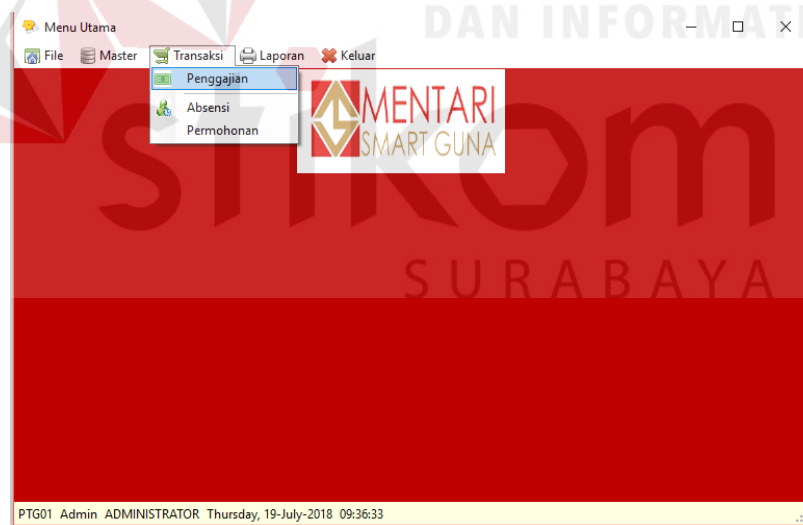 DAN INFORMATI
Menu Utama
File Master Transaksi Laporan Keluar
Penggajian
Absensi
Permohonan
MENTARI
SMART GUNA
stikom
SURABAYA
PTG01 Admin ADMINISTRATOR Thursday, 19-July-2018 09:36:33